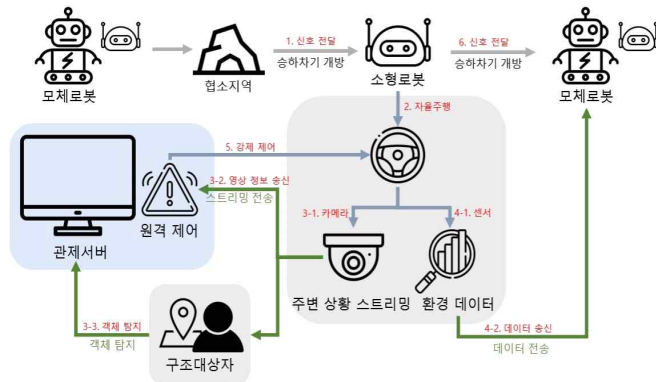 1. 신호 전달
6. 신호 전달
승하차기 개방
승하차기 개방
모체로봇
협소지역
소형로봇
모체로봇
2. 자율주행
5. 강제 제어
3-2. 영상 정보 송신
스트리밍 전송
3-1. 카메라
4-1. 센서
관제서버
원격 제어
주변 상황 스트리밍
환경 데이터
3-3. 객체 탐지
객체 탐지
4-2. 데이터 송신
데이터 전송
구조대상자